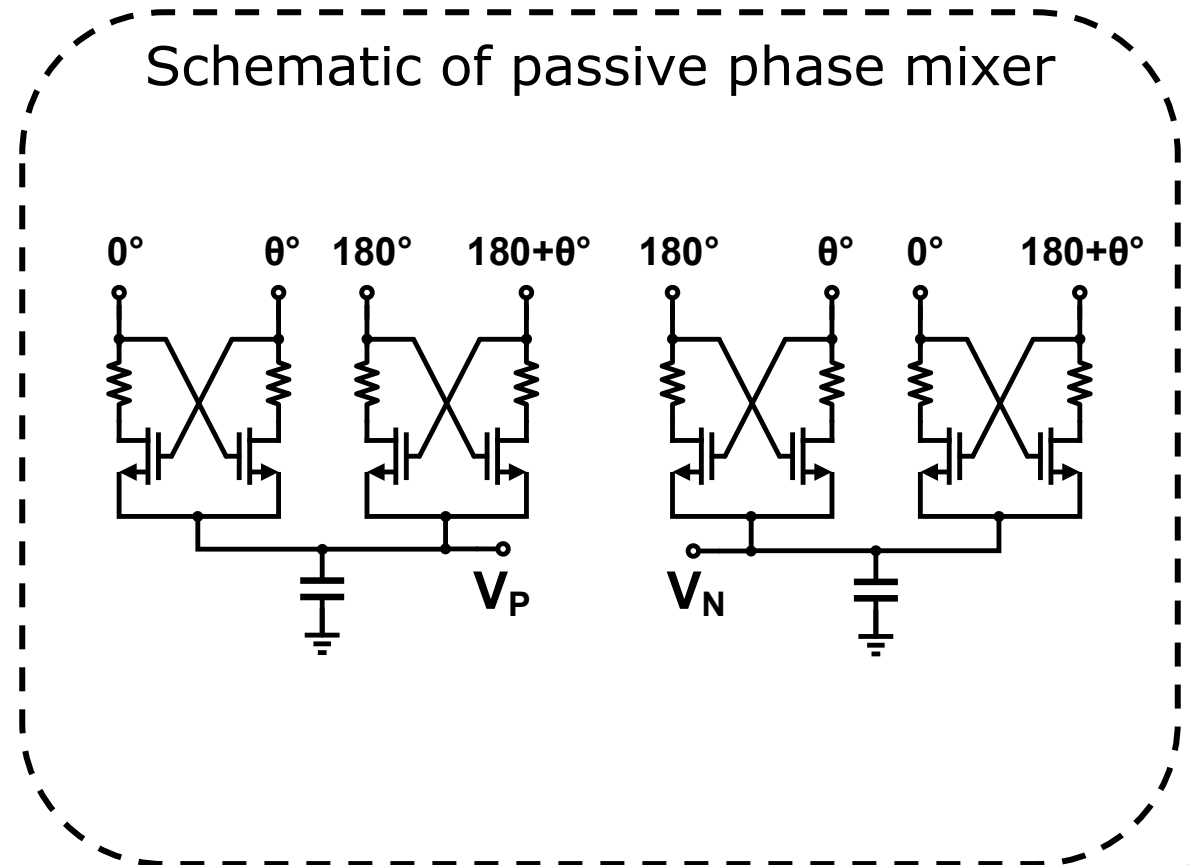 Schematic of passive phase mixer
0° θ° 180° 180+θ° 180° θ° 0° 180+θ°
V_P V_N